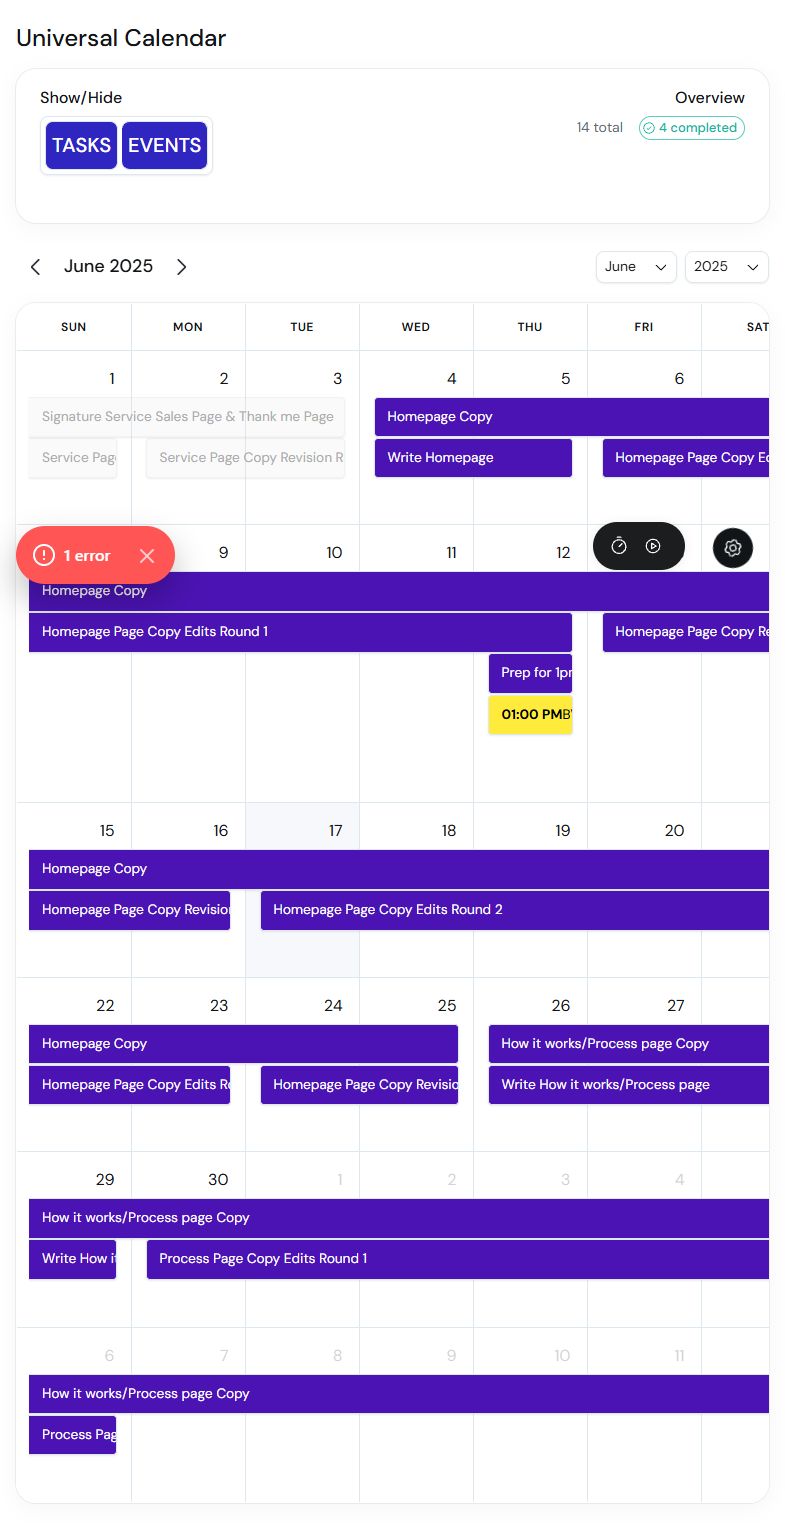 Universal Calendar
Show/Hide
Overview
TASKS EVENTS
14 total
4 completed
June 2025
June
2025
SUN MON TUE WED THU FRI SAT
1 2 3 4 5 6
Signature Service Sales Page & Thank me Page
Homepage Copy
Service Pag
Service Page Copy Revision R
Write Homepage
Homepage Page Copy Ed
1 error
9 10 11 12
Homepage Copy
Homepage Page Copy Edits Round 1
Homepage Page Copy Re
Prep for 1pm
01:00 PM
15 16 17 18 19 20
Homepage Copy
Homepage Page Copy Revision
Homepage Page Copy Edits Round 2
22 23 24 25 26 27
Homepage Copy
How it works/Process page Copy
Homepage Page Copy Edits Ro
Homepage Page Copy Revisio
Write How it works/Process page
29 30 1 2 3 4
How it works/Process page Copy
Write How it
Process Page Copy Edits Round 1
6 7 8 9 10 11
How it works/Process page Copy
Process Pag